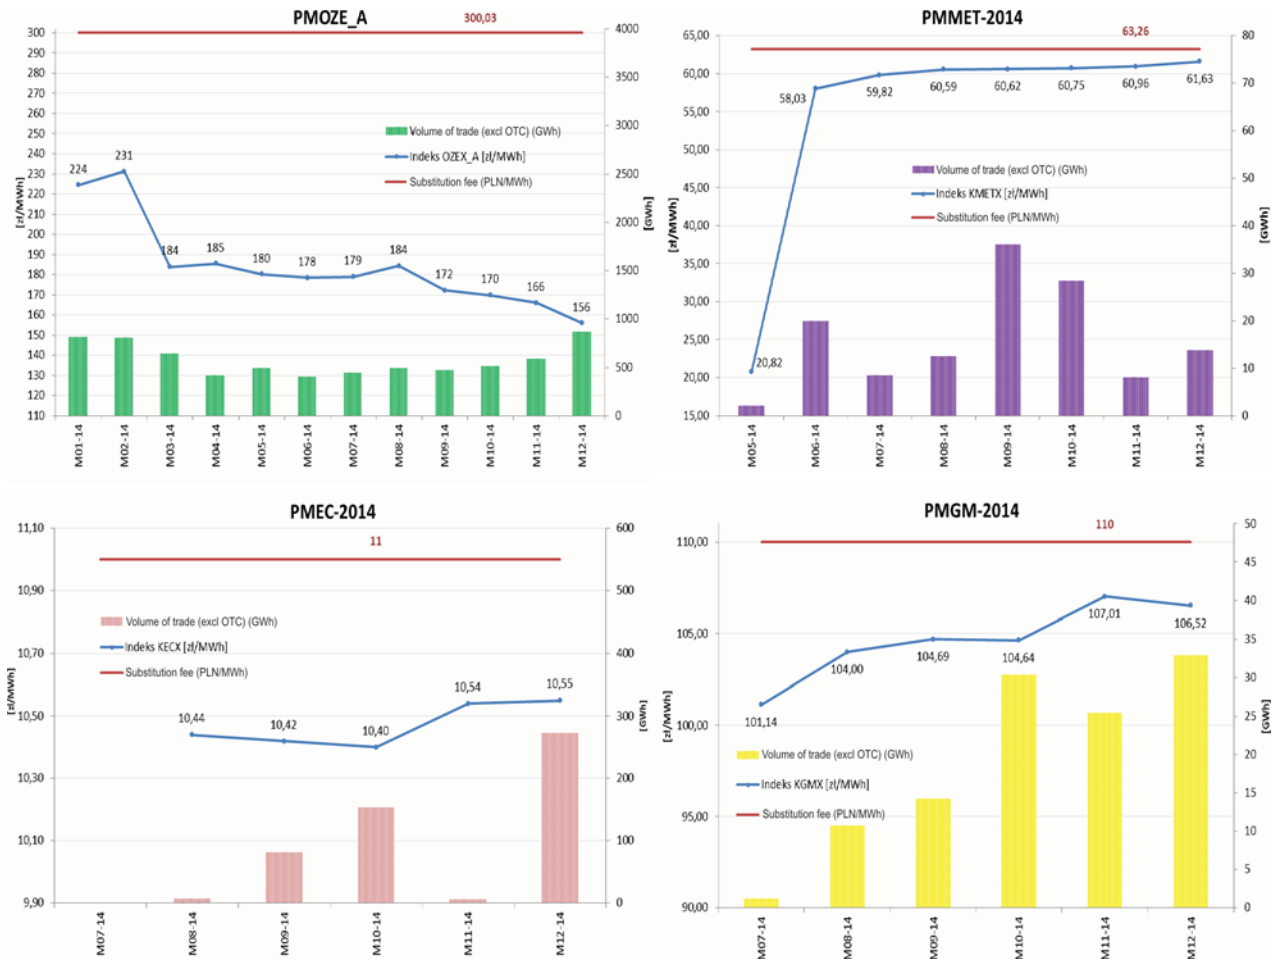 PMOZE_A
300,03
300
290
280
270
260
250
240
230
220
210
200
190
180
170
160
150
140
130
120
110
[zł/MWh]
4000
3500
3000
2500
2000
1500
1000
500
0
[GWh]
Volume of trade (excl OTC) (GWh)
Indeks OZEX_A [zł/MWh]
Substitution fee (PLN/MWh)
224
231
184
185
180
178
179
184
172
170
166
156
M01-14
M02-14
M03-14
M04-14
M05-14
M06-14
M07-14
M08-14
M09-14
M10-14
M11-14
M12-14
PMMET-2014
63,26
65,00
60,00
55,00
50,00
45,00
40,00
35,00
30,00
25,00
20,00
15,00
[zł/MWh]
80
70
60
50
40
30
20
10
0
[GWh]
Volume of trade (excl OTC) (GWh)
Indeks KMETX [zł/MWh]
Substitution fee (PLN/MWh)
20,82
58,03
59,82
60,59
60,62
60,75
60,96
61,63
M05-14
M06-14
M07-14
M08-14
M09-14
M10-14
M11-14
M12-14
PMEC-2014
11
11,10
10,90
10,70
10,50
10,30
10,10
9,90
[zł/MWh]
600
500
400
300
200
100
0
[GWh]
Volume of trade (excl OTC) (GWh)
Indeks KECX [zł/MWh]
Substitution fee (PLN/MWh)
10,44
10,42
10,40
10,54
10,55
M07-14
M08-14
M09-14
M10-14
M11-14
M12-14
PMGM-2014
110
110,00
105,00
100,00
95,00
90,00
[zł/MWh]
50
45
40
35
30
25
20
15
10
5
0
[GWh]
Volume of trade (excl OTC) (GWh)
Indeks KGMX [zł/MWh]
Substitution fee (PLN/MWh)
101,14
104,00
104,69
104,64
107,01
106,52
M07-14
M08-14
M09-14
M10-14
M11-14
M12-14